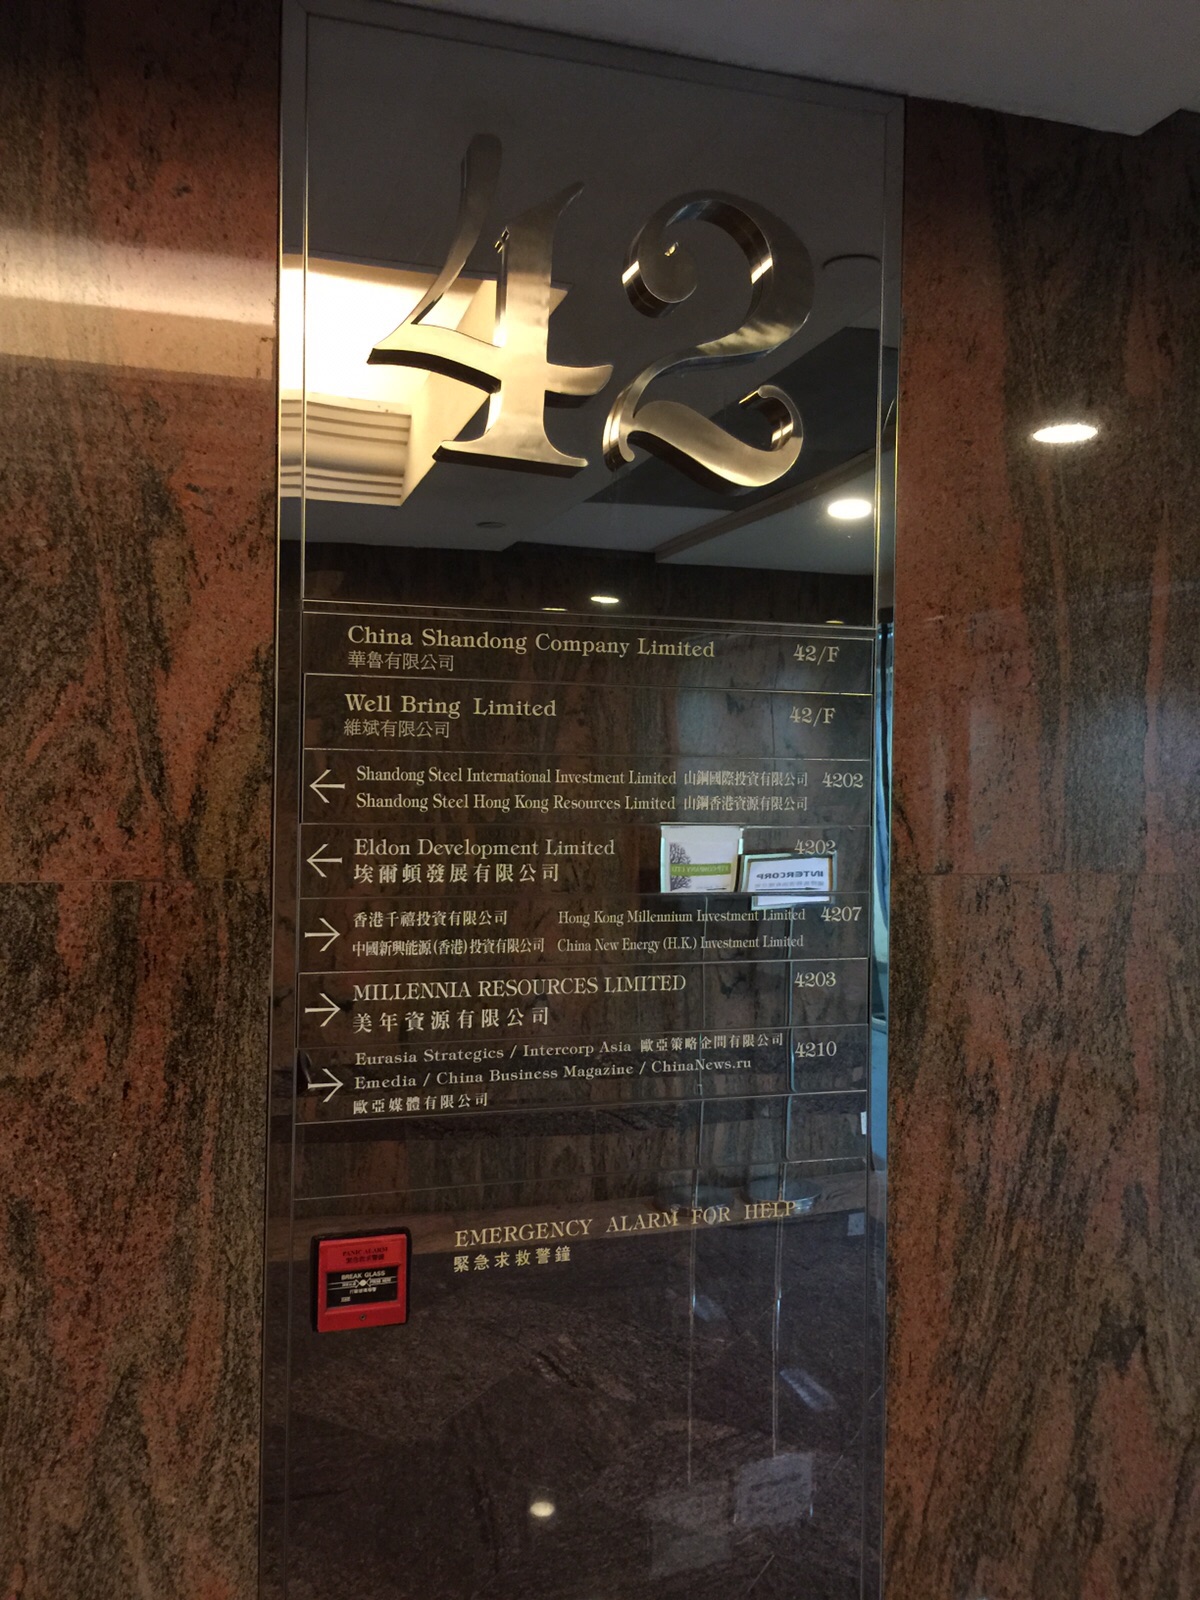 42
China Shandong Company Limited 42/F
華魯有限公司
Well Bring Limited 42/F
維斌有限公司
← Shandong Steel International Investment Limited 山鋼國際投資有限公司 4202
Shandong Steel Hong Kong Resources Limited 山鋼香港資源有限公司
← Eldon Development Limited 4202
埃爾頓發展有限公司
→ 香港千禧投資有限公司 Hong Kong Millennium Investment Limited 4207
中國新興能源(香港)投資有限公司 China New Energy (H.K.) Investment Limited
→ MILLENNIA RESOURCES LIMITED 4203
美年資源有限公司
→ Eurasia Strategics / Intercorp Asia 歐亞策略企問有限公司 4210
Emedia / China Business Magazine / ChinaNews.ru
歐亞媒體有限公司
INTERCORP
EMERGENCY ALARM FOR HELP
緊急求救警鐘
PANIC ALARM
BREAK GLASS